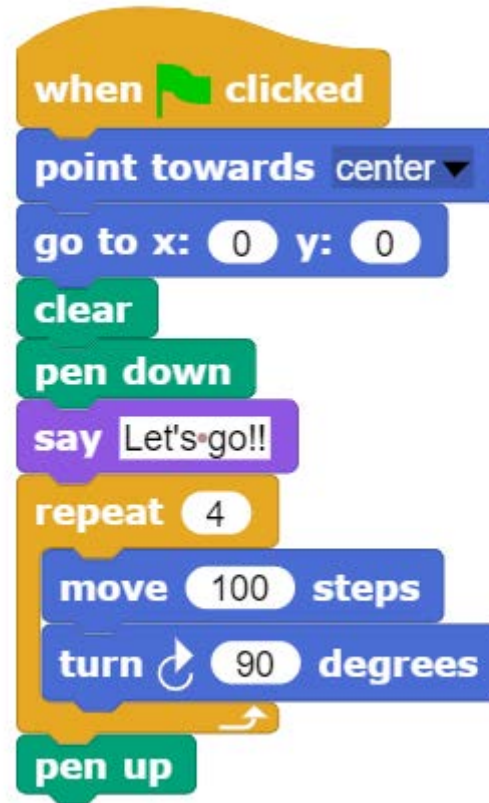 when clicked
point towards center
go to x: 0 y: 0
clear
pen down
say Let's go!!
repeat 4
move 100 steps
turn 90 degrees
pen up